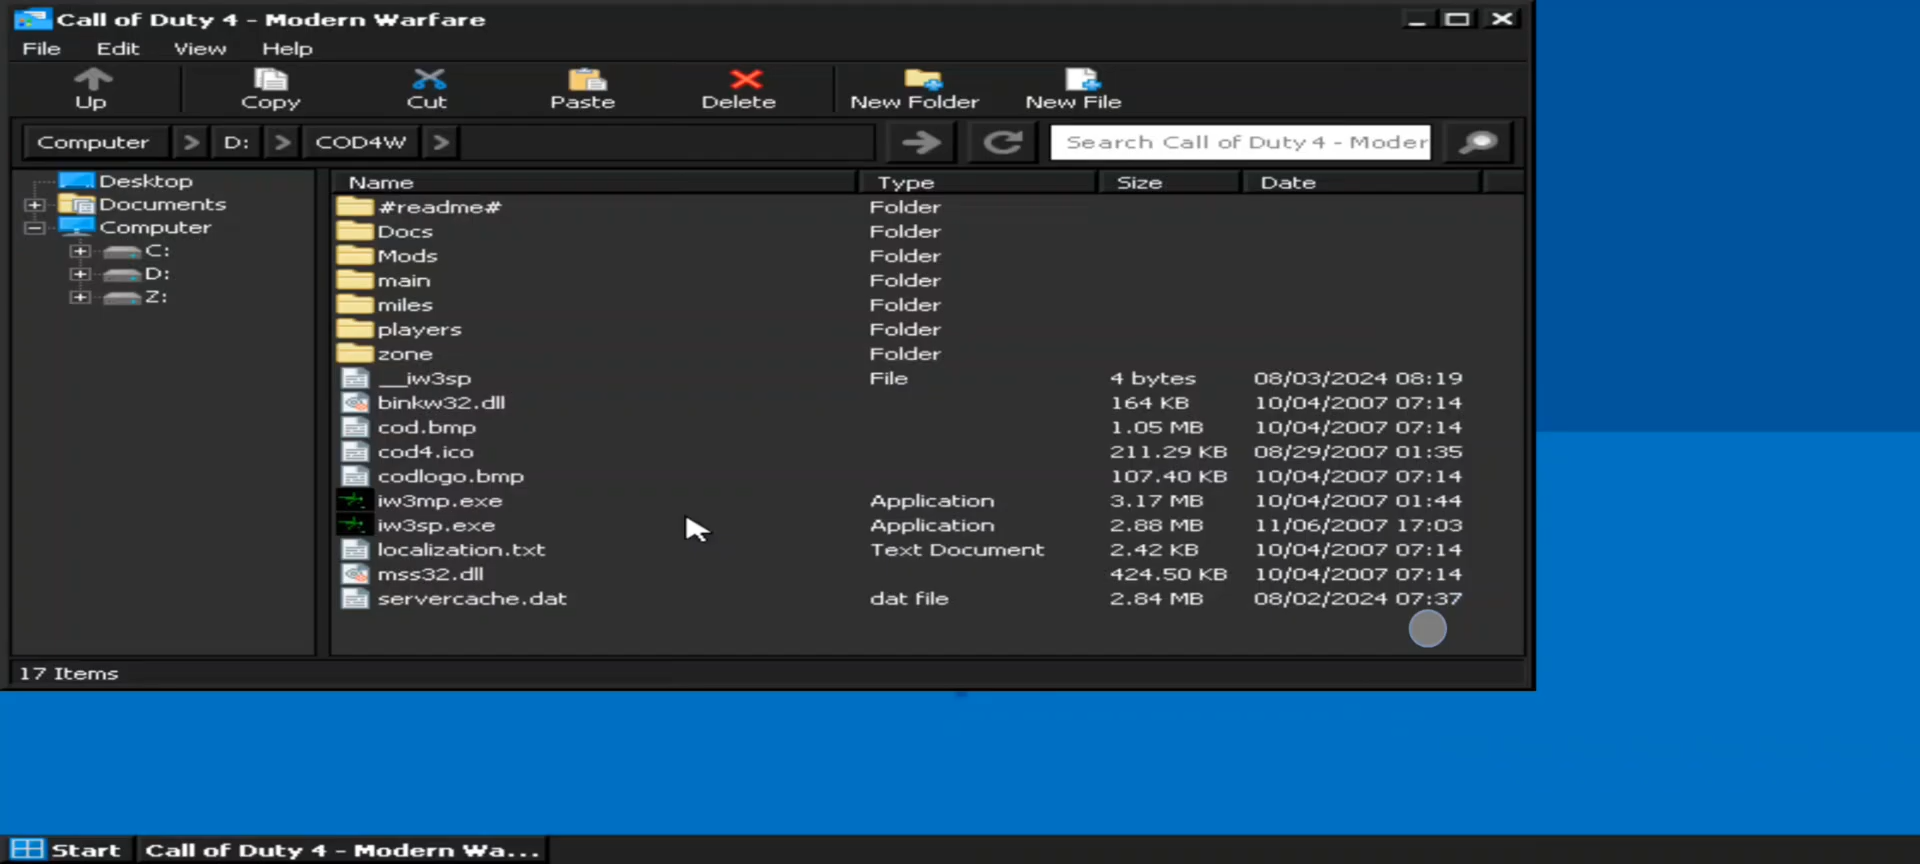 Call of Duty 4 - Modern Warfare
File Edit View Help
Up Copy Cut Paste Delete New Folder New File
Computer > D: > COD4W > Search Call of Duty 4 - Moder
Desktop
Documents
Computer
C:
D:
Z:
Name Type Size Date
#readme# Folder
Docs Folder
Mods Folder
main Folder
miles Folder
players Folder
zone Folder
__iw3sp File 4 bytes 08/03/2024 08:19
binkw32.dll 164 KB 10/04/2007 07:14
cod.bmp 1.05 MB 10/04/2007 07:14
cod4.ico 211.29 KB 08/29/2007 01:35
codlogo.bmp 107.40 KB 10/04/2007 07:14
iw3mp.exe Application 3.17 MB 10/04/2007 01:44
iw3sp.exe Application 2.88 MB 11/06/2007 17:03
localization.txt Text Document 2.42 KB 10/04/2007 07:14
mss32.dll 424.50 KB 10/04/2007 07:14
servercache.dat dat file 2.84 MB 08/02/2024 07:37
17 Items
Start Call of Duty 4 - Modern Wa...